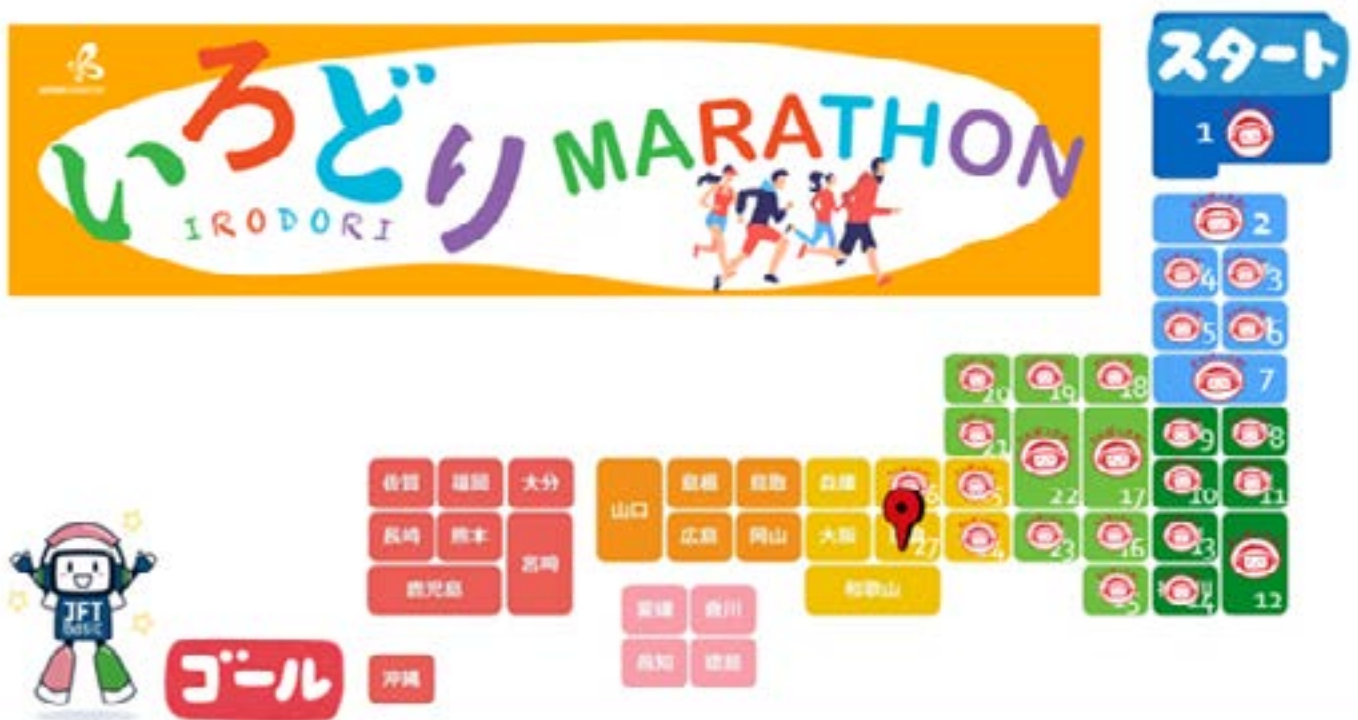 いろどり MARATHON
IRODORI
スタート
1
2
4 3
5 6
7
20 19 18
21 9 8
22 17 10 11
佐賀 福岡 大分
山口 島根 鳥取 兵庫
長崎 熊本
広島 岡山 大阪 27
23 16 13
宮崎
鹿児島
和歌山
12
愛媛 香川
高知 徳島
JFT
Basic
ゴール
沖縄